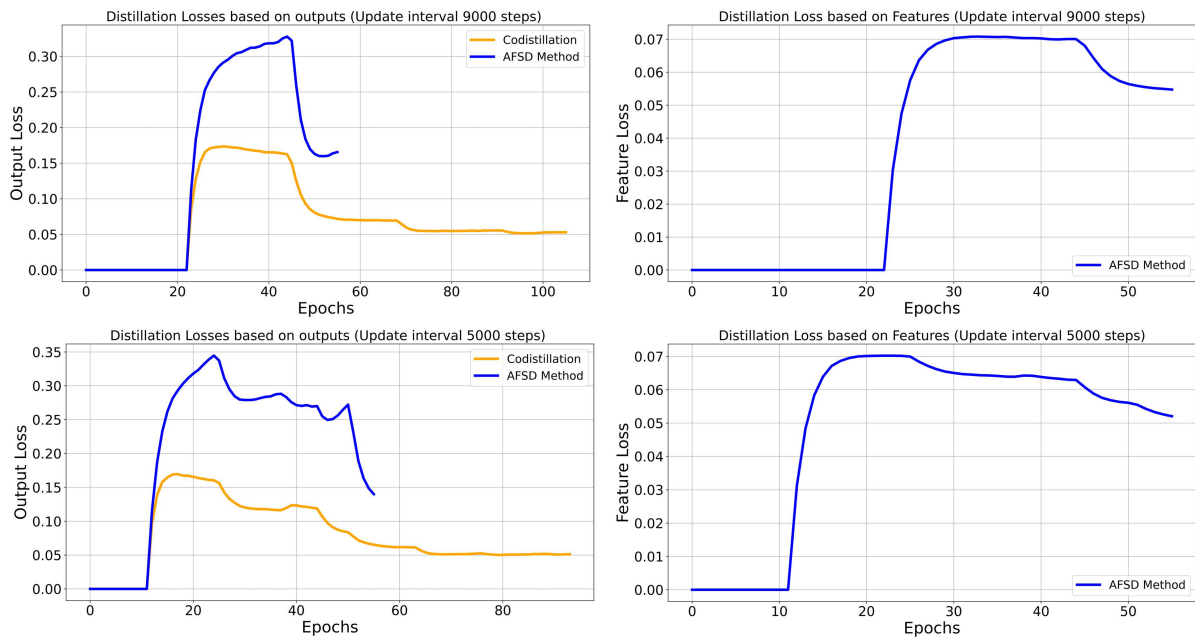 Distillation Losses based on outputs (Update interval 9000 steps)
Output Loss
0.30
0.25
0.20
0.15
0.10
0.05
0.00
Codistillation
AFSD Method
0 20 40 60 80 100
Epochs
Distillation Loss based on Features (Update interval 9000 steps)
Feature Loss
0.07
0.06
0.05
0.04
0.03
0.02
0.01
0.00
AFSD Method
0 10 20 30 40 50
Epochs
Distillation Losses based on outputs (Update interval 5000 steps)
Output Loss
0.35
0.30
0.25
0.20
0.15
0.10
0.05
0.00
Codistillation
AFSD Method
0 20 40 60 80
Epochs
Distillation Loss based on Features (Update interval 5000 steps)
Feature Loss
0.07
0.06
0.05
0.04
0.03
0.02
0.01
0.00
AFSD Method
0 10 20 30 40 50
Epochs